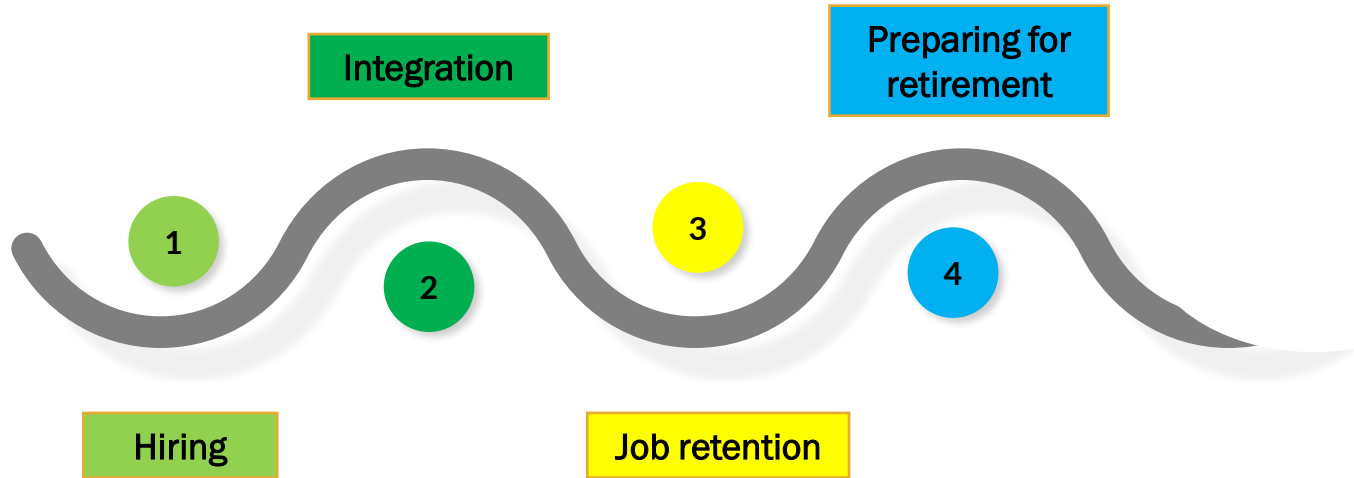 Preparing for
retirement
Integration
1
3
2
4
Hiring
Job retention